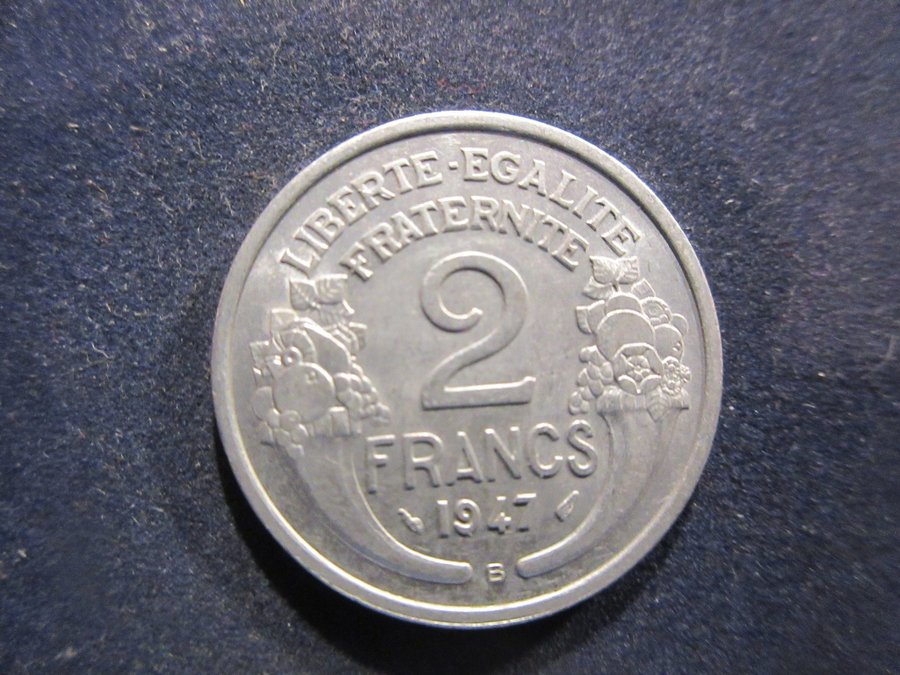 LIBERTE·EGALITE
FRATERNITE
2
FRANCS
1947
B